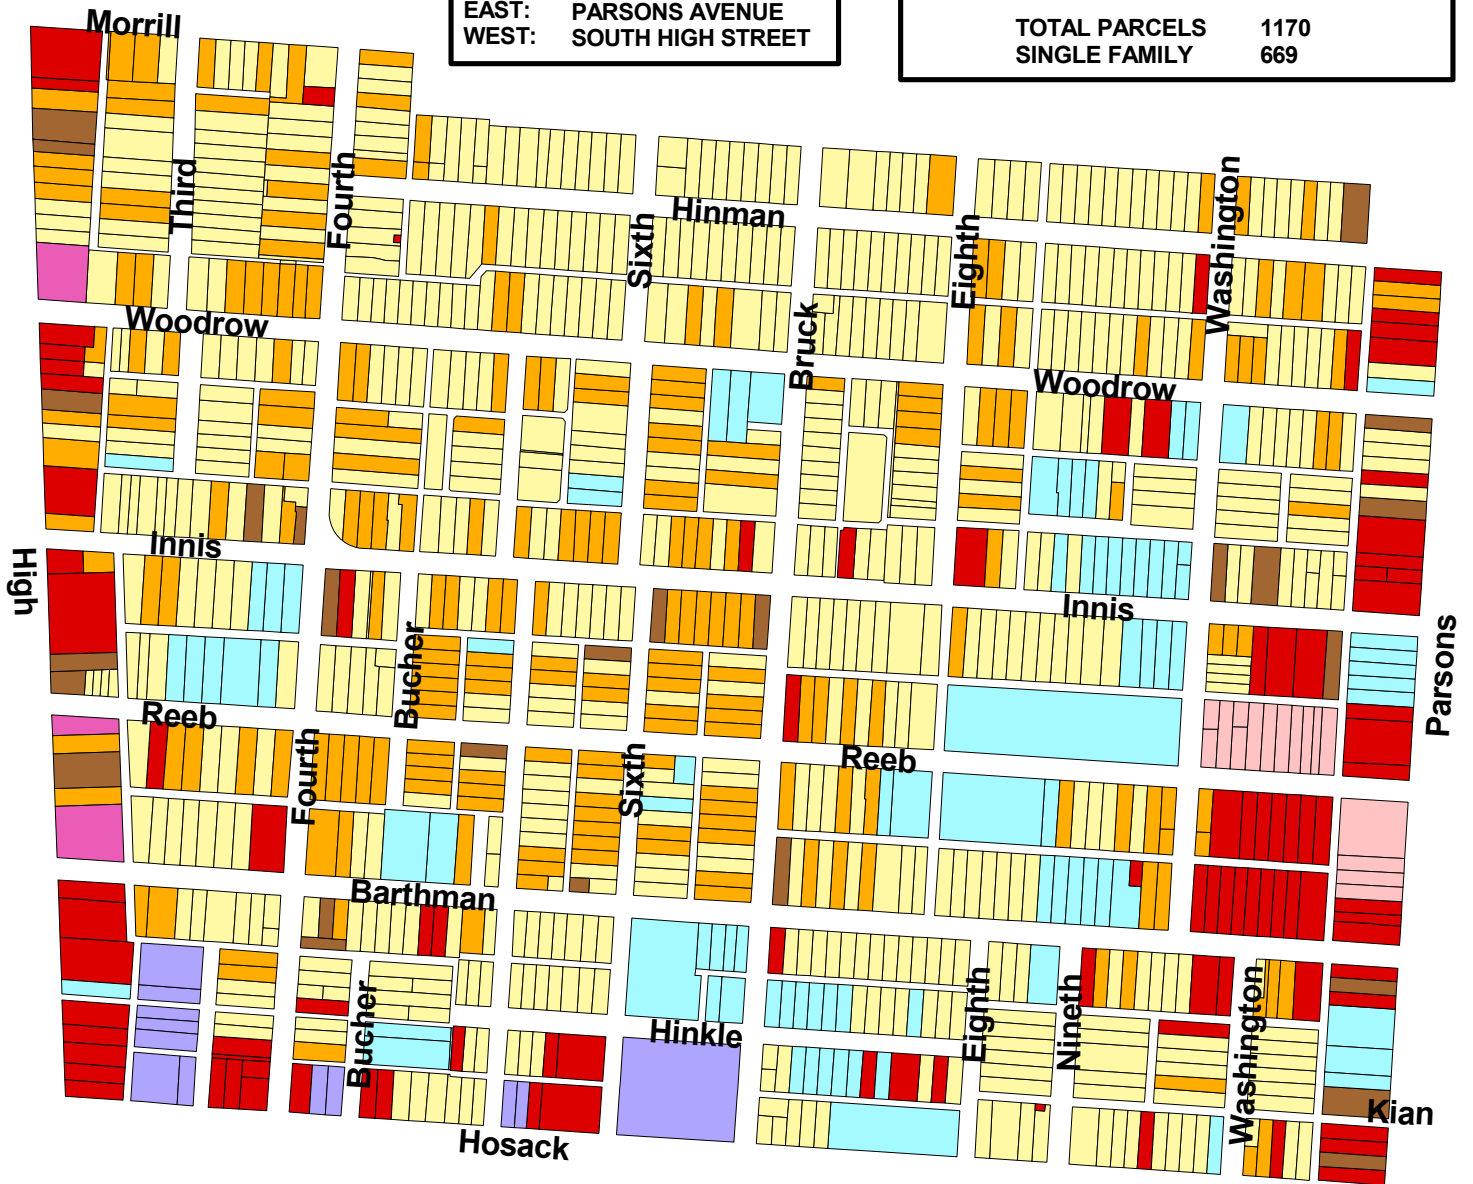 EAST: PARSONS AVENUE
WEST: SOUTH HIGH STREET
TOTAL PARCELS 1170
SINGLE FAMILY 669
Morrill
Third
Fourth
Hinman
Sixth
Eighth
Washington
Woodrow
Bruck
Woodrow
Innis
High
Innis
Bucher
Parsons
Reeb
Fourth
Sixth
Reeb
Barthman
Bucher
Hinkle
Eighth
Nineth
Washington
Kian
Hosack